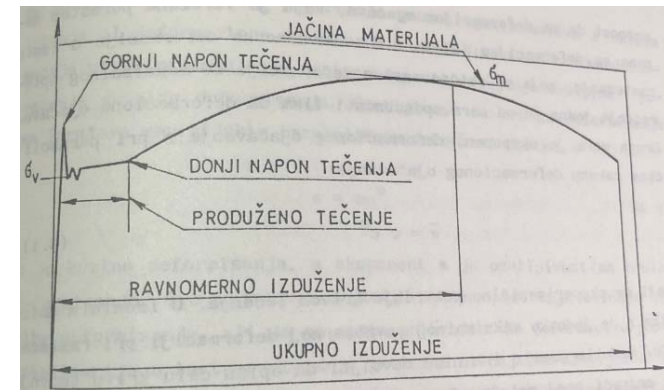 JAČINA MATERIJALA
GORNJI NAPON TEČENJA
σm
σv
DONJI NAPON TEČENJA
PRODUŽENO TEČENJE
RAVNOMERNO IZDUŽENJE
UKUPNO IZDUŽENJE